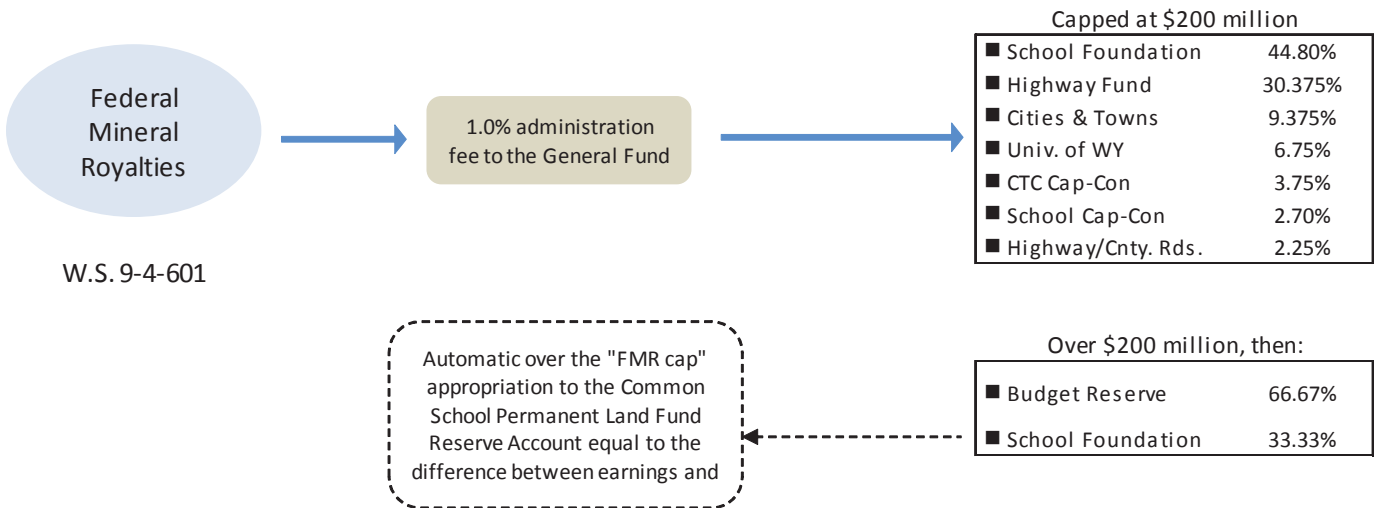 Federal
Mineral
Royalties
W.S. 9-4-601
1.0% administration
fee to the General Fund
Capped at $200 million
■ School Foundation 44.80%
■ Highway Fund 30.375%
■ Cities & Towns 9.375%
■ Univ. of WY 6.75%
■ CTC Cap-Con 3.75%
■ School Cap-Con 2.70%
■ Highway/Cnty. Rds. 2.25%
Over $200 million, then:
■ Budget Reserve 66.67%
■ School Foundation 33.33%
Automatic over the "FMR cap"
appropriation to the Common
School Permanent Land Fund
Reserve Account equal to the
difference between earnings and